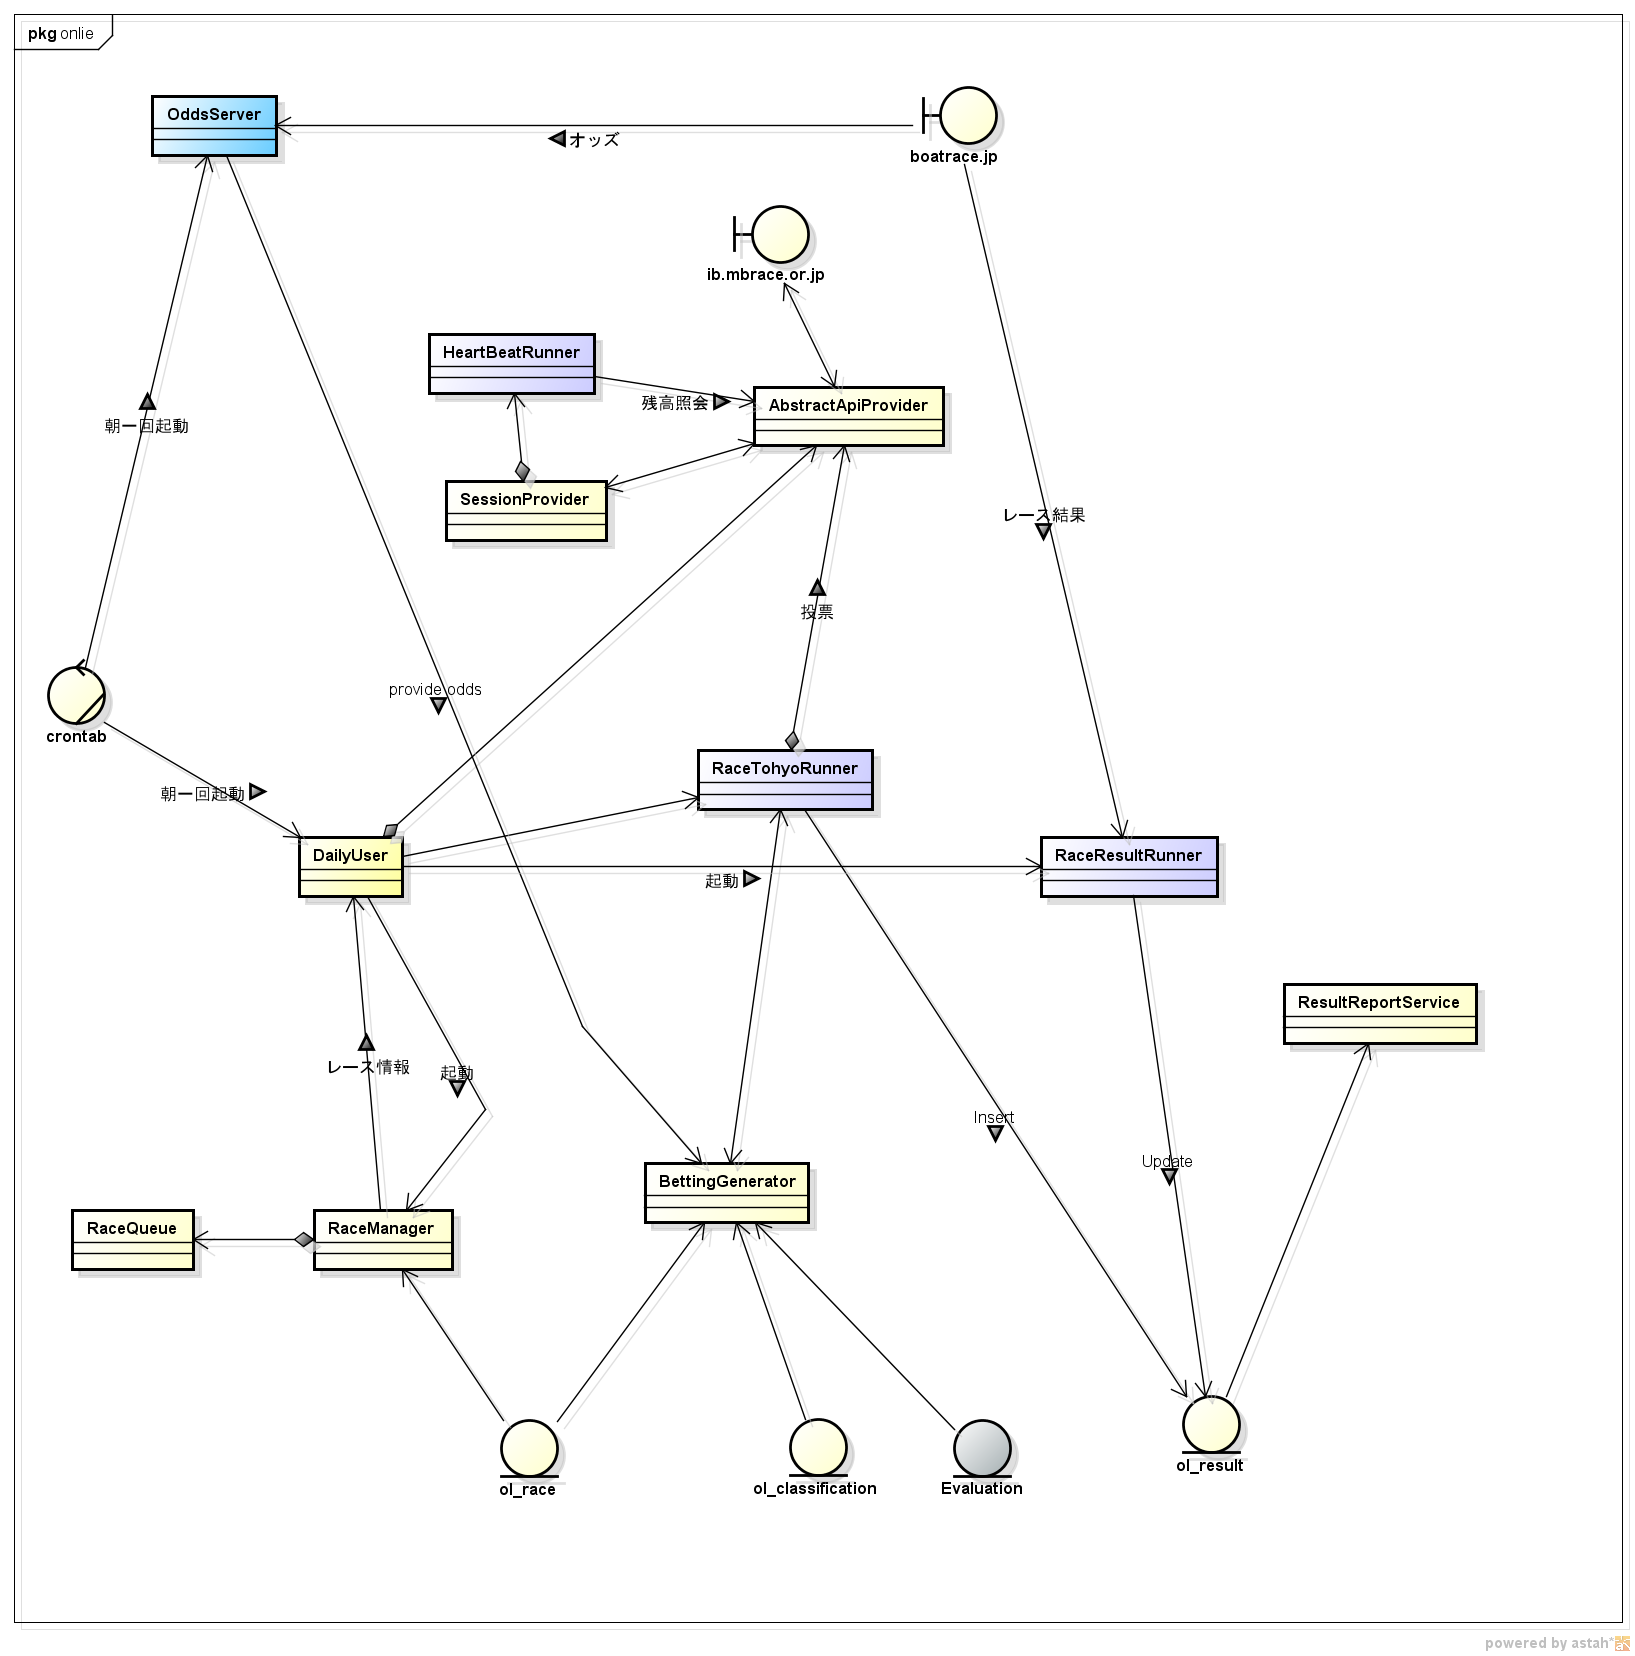 pkg onlie
OddsServer
オッズ
boatrace.jp
ib.mbrace.or.jp
HeartBeatRunner
残高照会
AbstractApiProvider
朝一回起動
SessionProvider
レース結果
投票
provide odds
crontab
朝一回起動
RaceTohyoRunner
DailyUser
起動
RaceResultRunner
ResultReportService
レース情報
起動
Insert
Update
BettingGenerator
RaceQueue
RaceManager
ol_race
ol_classification
Evaluation
ol_result
powered by astah*